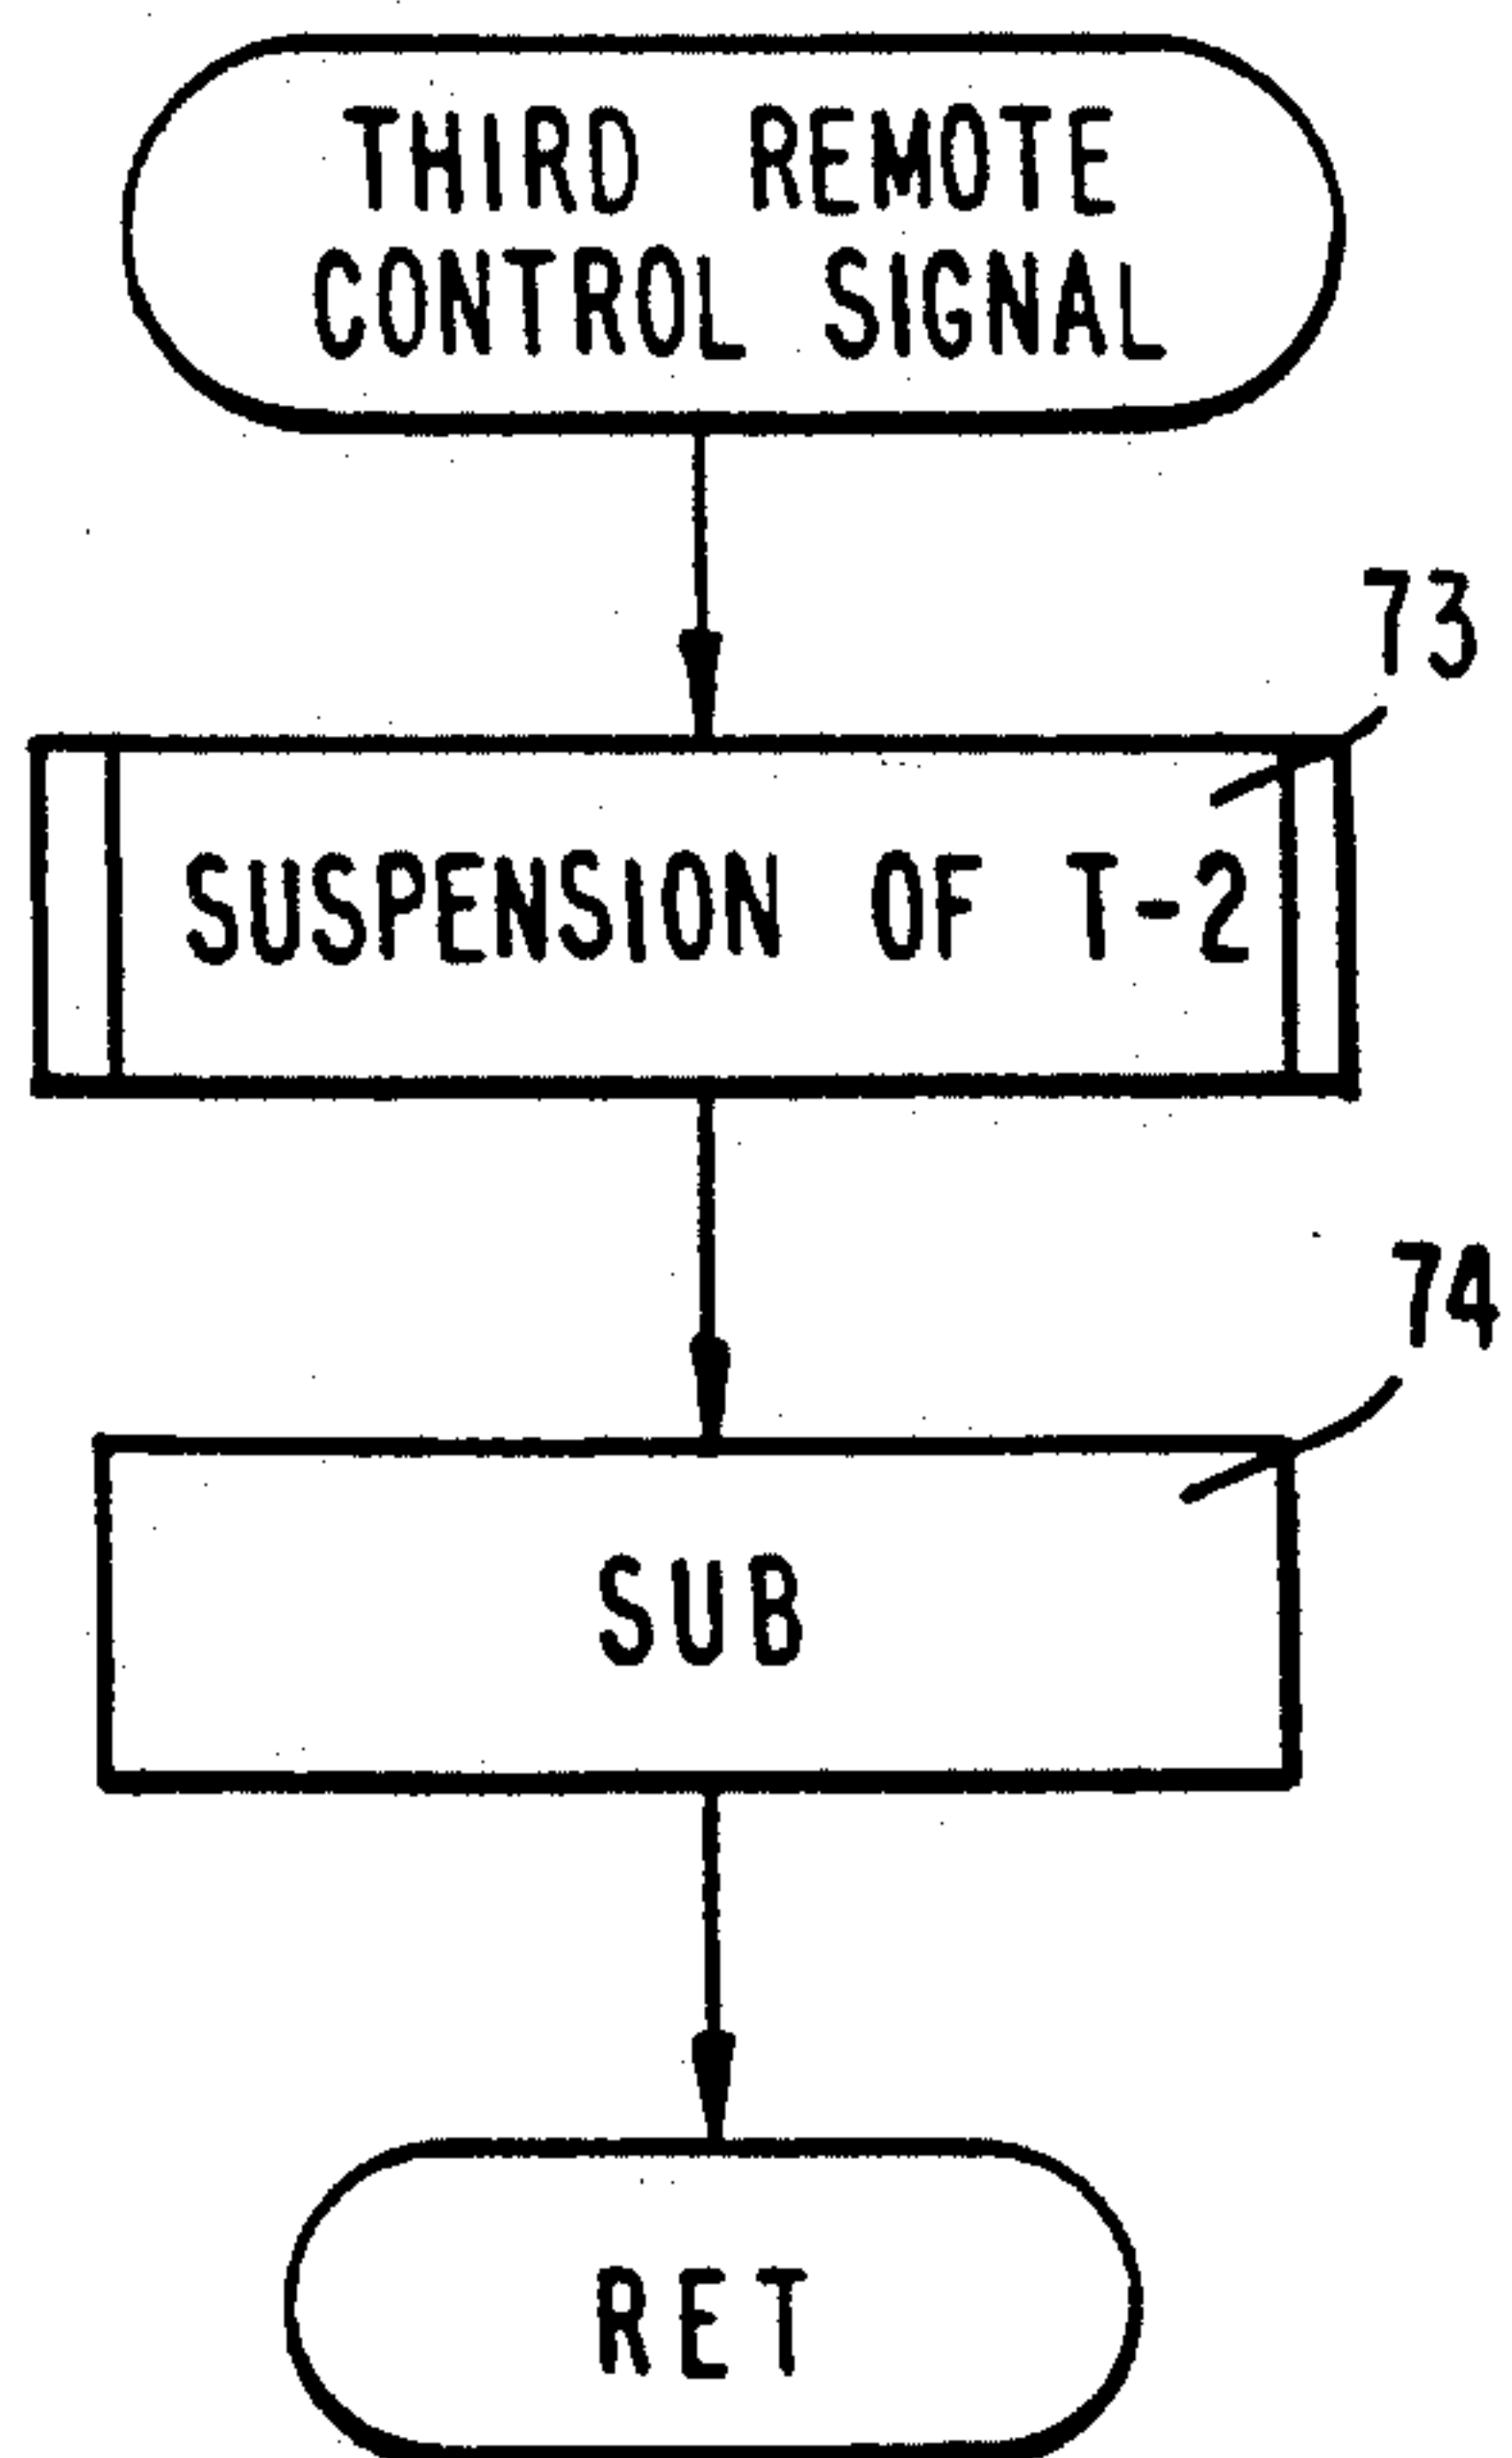 THIRD REMOTE
CONTROL SIGNAL
73
SUSPENSION OF T-2
74
SUB
RET